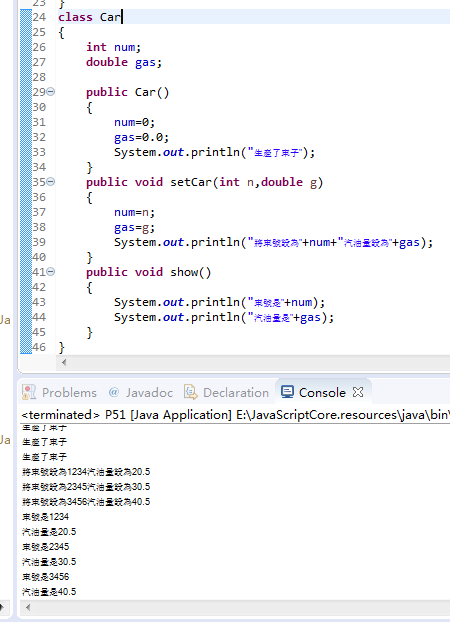 23 }
24 class Car
25 {
26 int num;
27 double gas;
28
29 public Car()
30 {
31 num=0;
32 gas=0.0;
33 System.out.println("生產了車子");
34 }
35 public void setCar(int n,double g)
36 {
37 num=n;
38 gas=g;
39 System.out.println("將車號設為"+num+"汽油量設為"+gas);
40 }
41 public void show()
42 {
43 System.out.println("車號是"+num);
44 System.out.println("汽油量是"+gas);
45 }
46 }
Ja
Ja
Problems @ Javadoc Declaration Console
<terminated> P51 [Java Application] E:\JavaScriptCore.resources\java\bin\
生產了車子
生產了車子
生產了車子
將車號設為1234汽油量設為20.5
將車號設為2345汽油量設為30.5
將車號設為3456汽油量設為40.5
車號是1234
汽油量是20.5
車號是2345
汽油量是30.5
車號是3456
汽油量是40.5